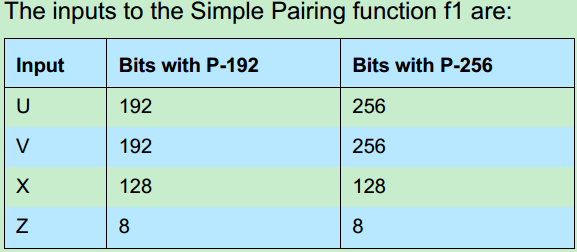 The inputs to the Simple Pairing function f1 are:
Input Bits with P-192 Bits with P-256
U 192 256
V 192 256
X 128 128
Z 8 8